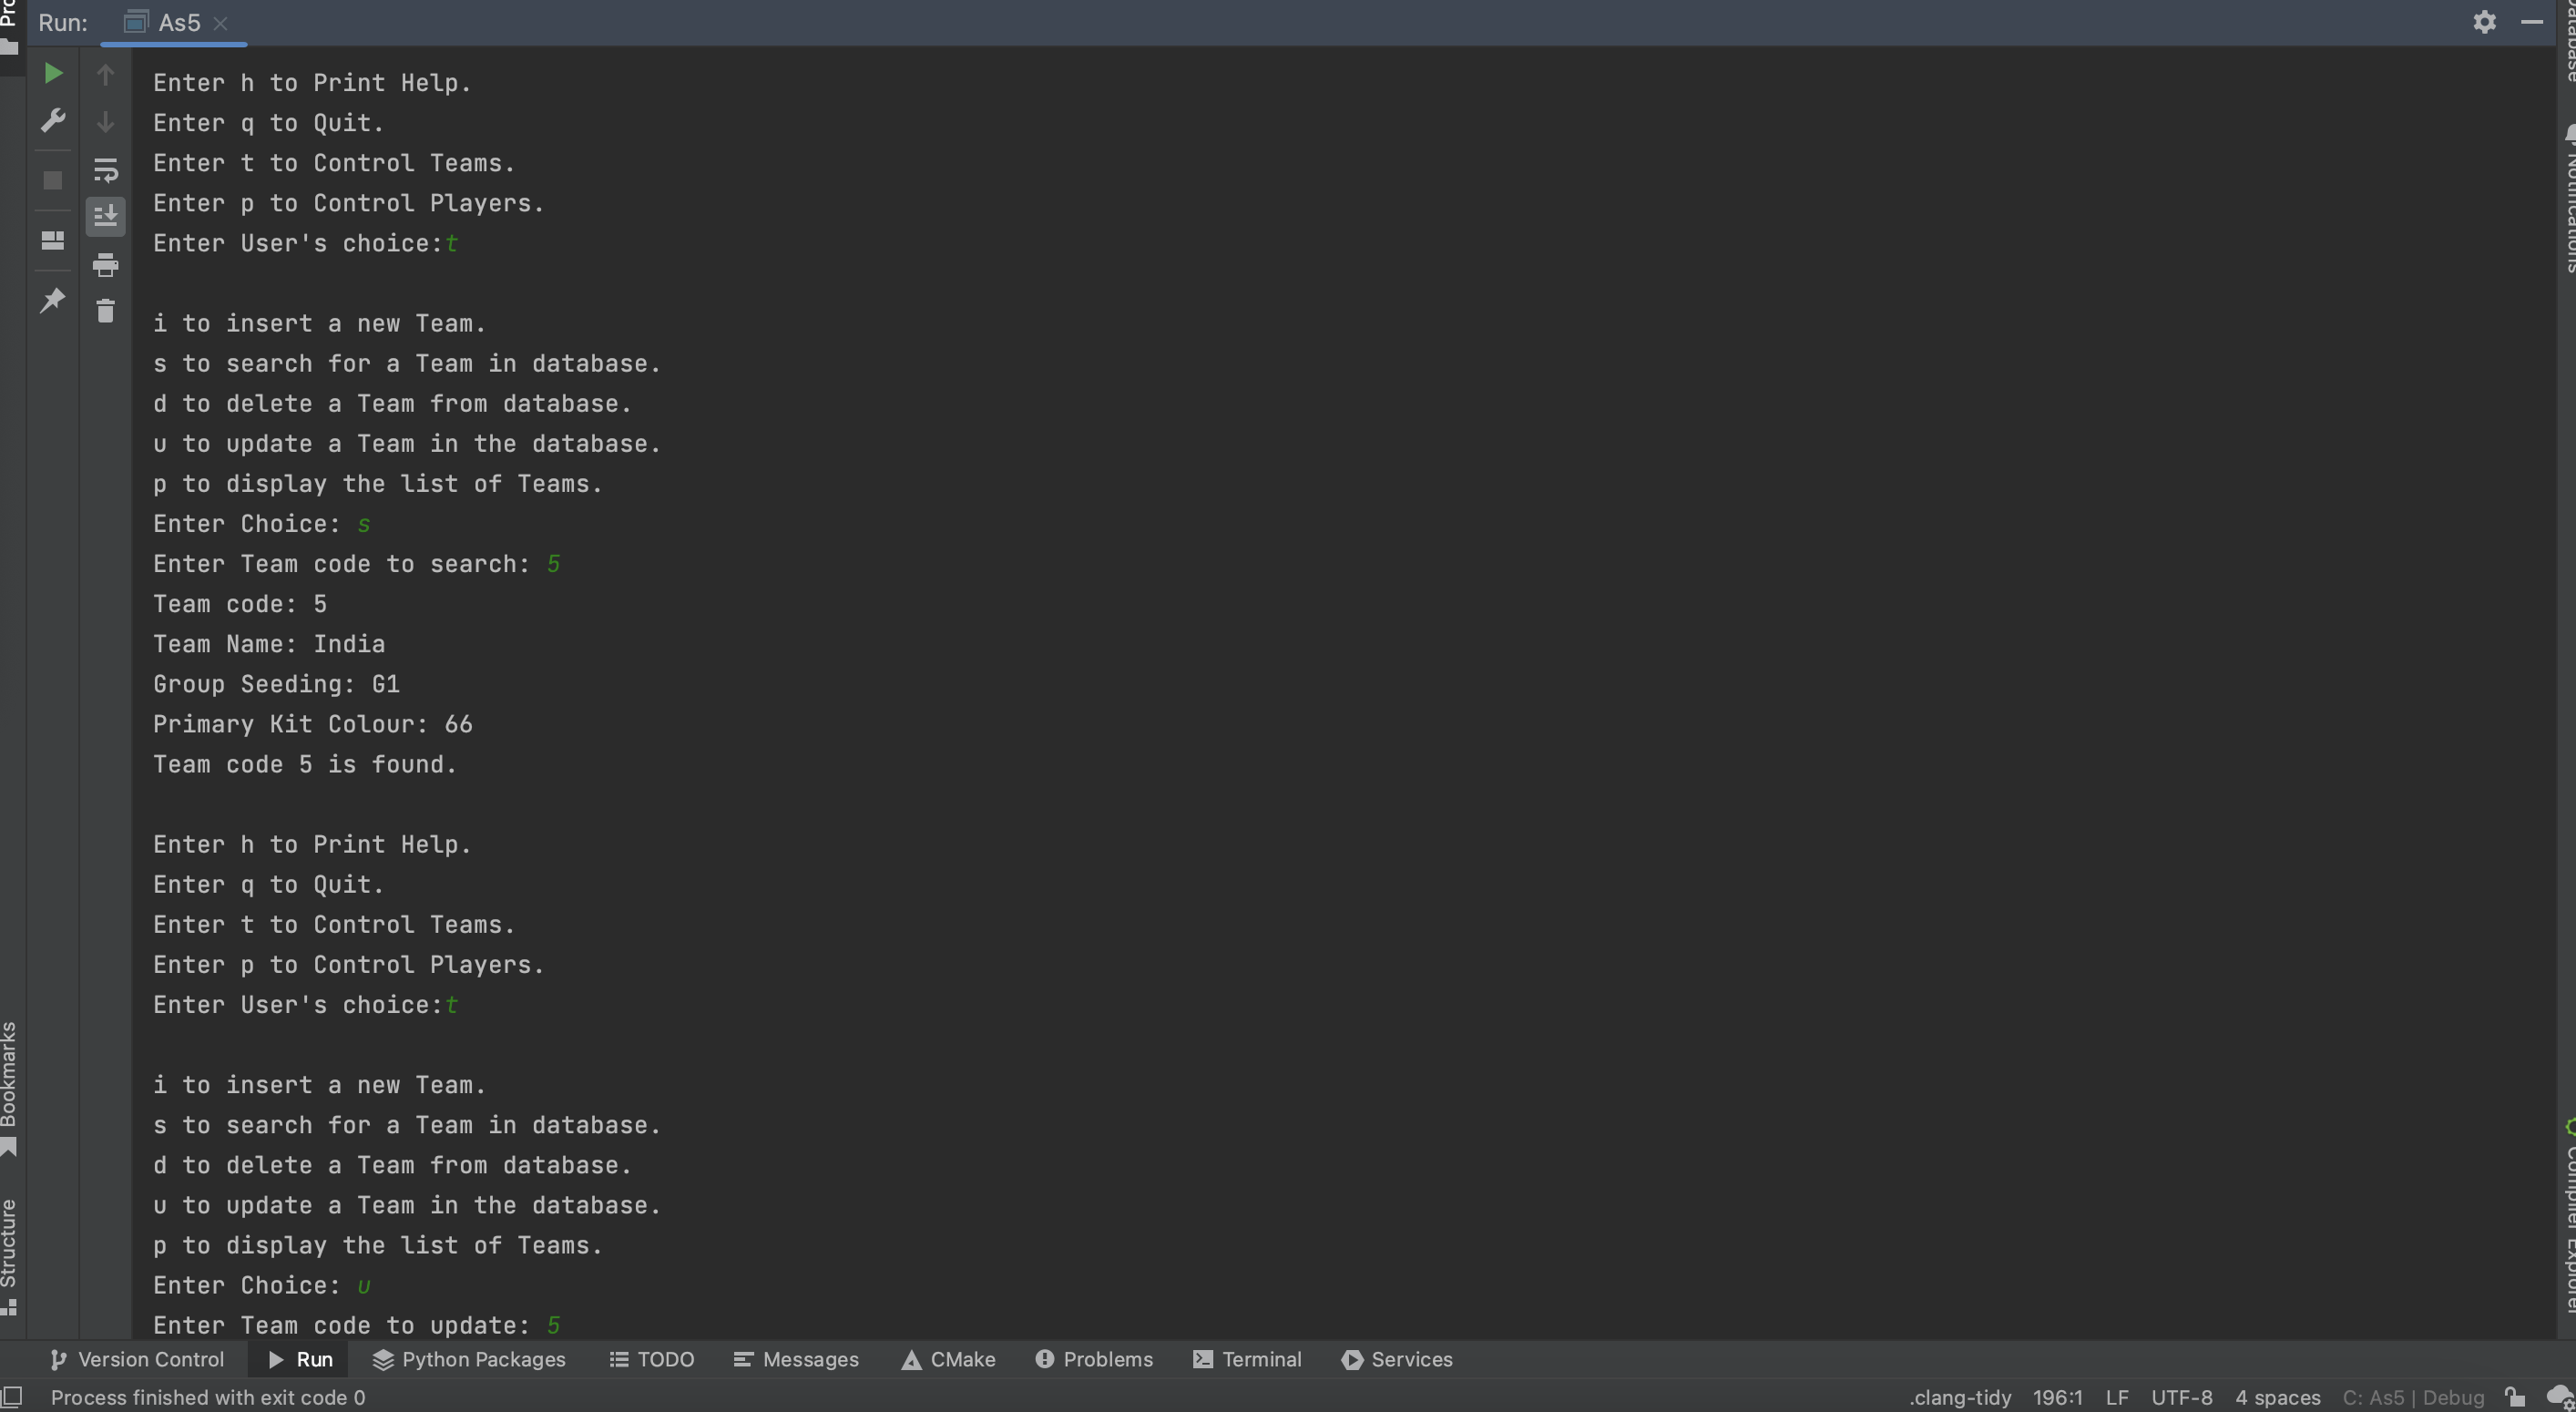 Run: As5
Enter h to Print Help.
Enter q to Quit.
Enter t to Control Teams.
Enter p to Control Players.
Enter User's choice:t
i to insert a new Team.
s to search for a Team in database.
d to delete a Team from database.
u to update a Team in the database.
p to display the list of Teams.
Enter Choice: s
Enter Team code to search: 5
Team code: 5
Team Name: India
Group Seeding: G1
Primary Kit Colour: 66
Team code 5 is found.
Enter h to Print Help.
Enter q to Quit.
Enter t to Control Teams.
Enter p to Control Players.
Enter User's choice:t
i to insert a new Team.
s to search for a Team in database.
d to delete a Team from database.
u to update a Team in the database.
p to display the list of Teams.
Enter Choice: u
Enter Team code to update: 5
Bookmarks
Structure
Database
Notifications
Compiler Explorer
Version Control Run Python Packages TODO Messages CMake Problems Terminal Services
Process finished with exit code 0 .clang-tidy 196:1 LF UTF-8 4 spaces C: As5 | Debug